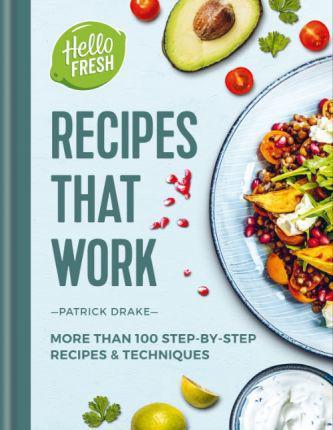 Hello
FRESH
RECIPES
THAT
WORK
—PATRICK DRAKE—
MORE THAN 100 STEP-BY-STEP
RECIPES & TECHNIQUES